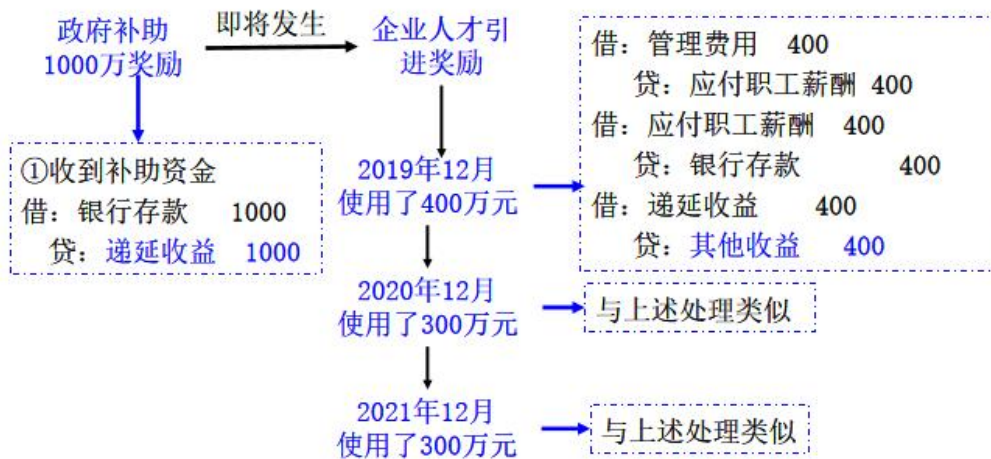 政府补助
1000万奖励
即将发生
企业人才引
进奖励
①收到补助资金
借：银行存款 1000
贷：递延收益 1000
2019年12月
使用了400万元
借：管理费用 400
贷：应付职工薪酬 400
借：应付职工薪酬 400
贷：银行存款 400
借：递延收益 400
贷：其他收益 400
2020年12月
使用了300万元
与上述处理类似
2021年12月
使用了300万元
与上述处理类似